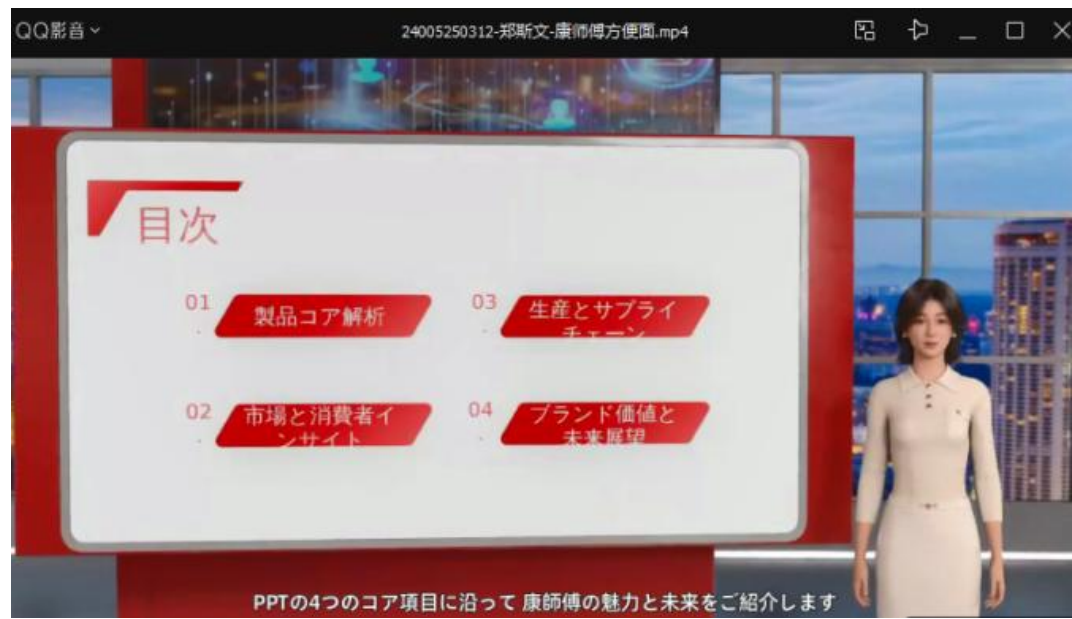 QQ影音
24005250312-郑斯文-康师傅方便面.mp4
目次
01
製品コア解析
03
生産とサプライ
チェーン
02
市場と消費者イ
ンサイト
04
ブランド価値と
未来展望
PPTの4つのコア項目に沿って 康師傅の魅力と未来をご紹介します